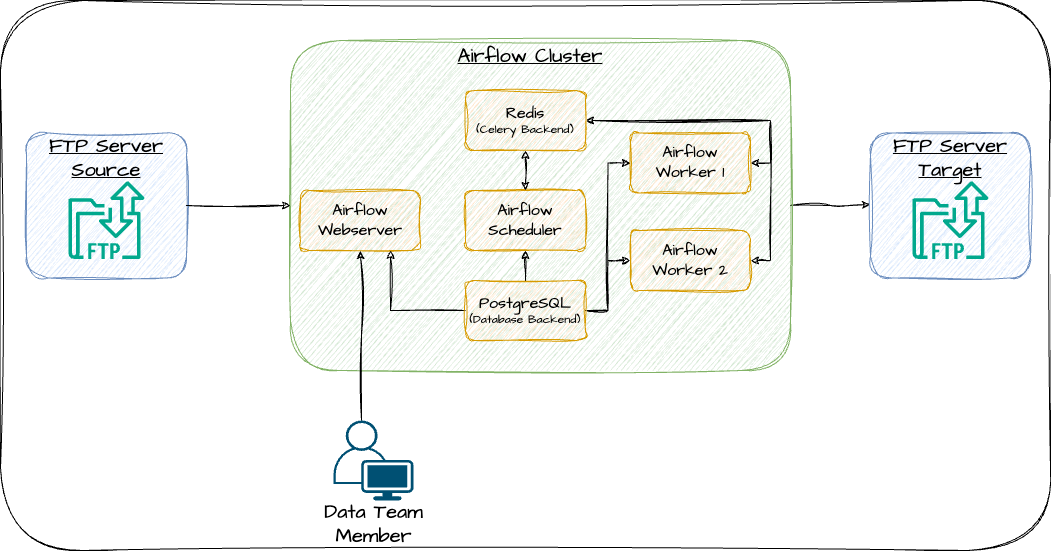 Airflow Cluster
FTP Server
Source
FTP
Redis
(Celery Backend)
Airflow
Webserver
Airflow
Scheduler
PostgreSQL
(Database Backend)
Airflow
Worker 1
Airflow
Worker 2
FTP Server
Target
FTP
Data Team
Member